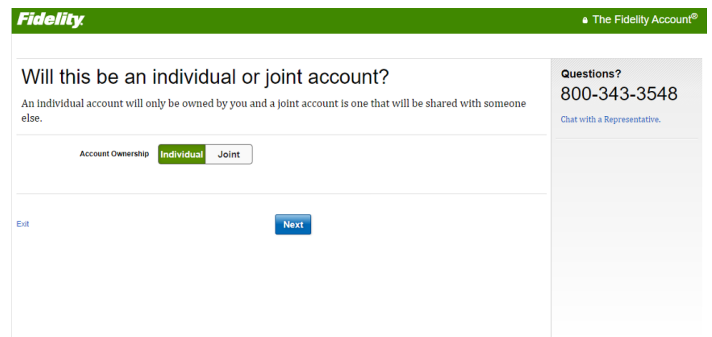 Fidelity
The Fidelity Account®
Will this be an individual or joint account?
An individual account will only be owned by you and a joint account is one that will be shared with someone
else.
Account Ownership Individual Joint
Exit
Next
Questions?
800-343-3548
Chat with a Representative.